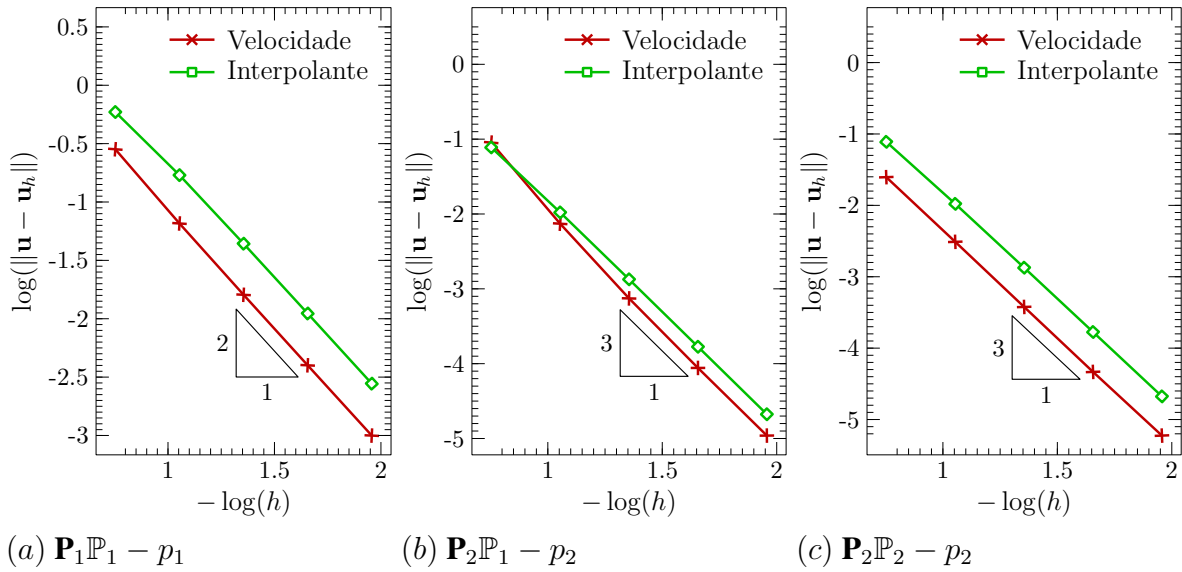 0.5
0
-0.5
-1
-1.5
-2
-2.5
-3
log(‖𝐮 − 𝐮ₕ‖)
Velocidade
Interpolante
2
1
1
1.5
2
− log(h)
(a) 𝐏₁ℙ₁ − p₁
0
-1
-2
-3
-4
-5
log(‖𝐮 − 𝐮ₕ‖)
Velocidade
Interpolante
3
1
1
1.5
2
− log(h)
(b) 𝐏₂ℙ₁ − p₂
0
-1
-2
-3
-4
-5
log(‖𝐮 − 𝐮ₕ‖)
Velocidade
Interpolante
3
1
1
1.5
2
− log(h)
(c) 𝐏₂ℙ₂ − p₂